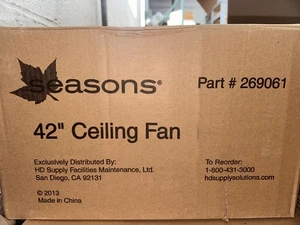 seasons®
Part # 269061
42" Ceiling Fan
Exclusively Distributed By:
HD Supply Facilities Maintenance, Ltd.
San Diego, CA 92131
To Reorder:
1-800-431-3000
hdsupplysolutions.com
© 2013
Made in China